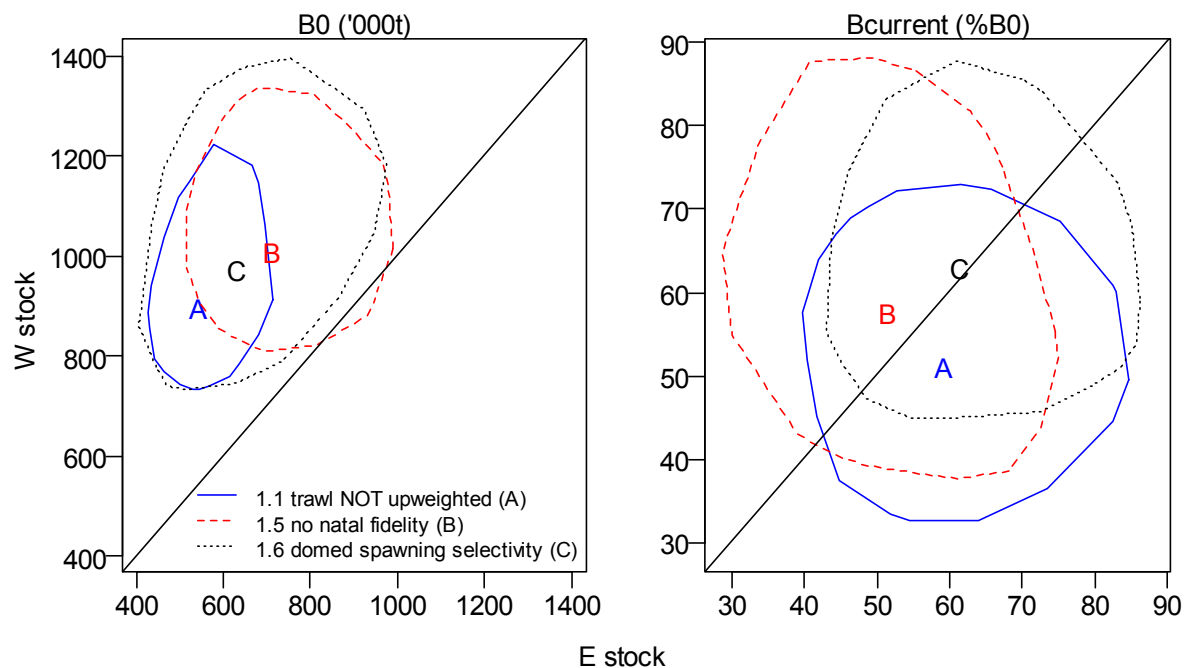 B0 ('000t)
Bcurrent (%B0)
W stock
1400
1200
1000
800
600
400
A
B
C
1.1 trawl NOT upweighted (A)
1.5 no natal fidelity (B)
1.6 domed spawning selectivity (C)
400 600 800 1000 1200 1400
90
80
70
60
50
40
30
C
B
A
30 40 50 60 70 80 90
E stock